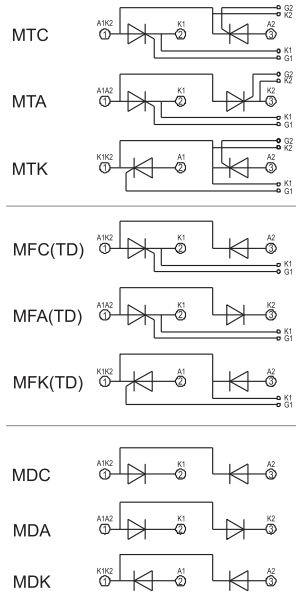 A1K2 K1 A2 G2
K2
MTC 1 2 3
K1
G1
A1A2 K1 K2 G2
K2
MTA 1 2 3
K1
G1
K1K2 A1 A2 G2
K2
MTK 1 2 3
K1
G1
A1K2 K1 A2
MFC(TD) 1 2 3
K1
G1
A1A2 K1 K2
MFA(TD) 1 2 3
K1
G1
K1K2 A1 A2
MFK(TD) 1 2 3
K1
G1
A1K2 K1 A2
MDC 1 2 3
A1A2 K1 K2
MDA 1 2 3
K1K2 A1 A2
MDK 1 2 3